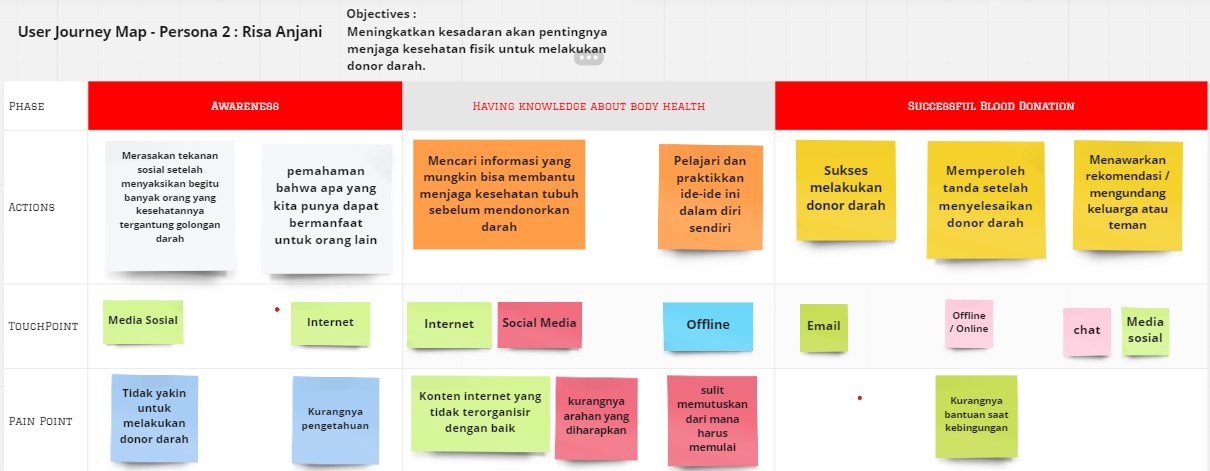 User Journey Map - Persona 2 : Risa Anjani
Objectives :
Meningkatkan kesadaran akan pentingnya
menjaga kesehatan fisik untuk melakukan
donor darah.
Phase
Awareness
Having knowledge about body health
Successful Blood Donation
Actions
Merasakan tekanan
sosial setelah
menyaksikan begitu
banyak orang yang
kesehatannya
tergantung golongan
darah
pemahaman
bahwa apa yang
kita punya dapat
bermanfaat
untuk orang lain
Mencari informasi yang
mungkin bisa membantu
menjaga kesehatan tubuh
sebelum mendonorkan
darah
Pelajari dan
praktikkan
ide-ide ini
dalam diri
sendiri
Sukses
melakukan
donor darah
Memperoleh
tanda setelah
menyelesaikan
donor darah
Menawarkan
rekomendasi /
mengundang
keluarga atau
teman
TouchPoint
Media Sosial
Internet
Internet
Social Media
Offline
Email
Offline
/ Online
chat
Media
sosial
Pain Point
Tidak yakin
untuk
melakukan
donor darah
Kurangnya
pengetahuan
Konten internet yang
tidak terorganisir
dengan baik
kurangnya
arahan yang
diharapkan
sulit
memutuskan
dari mana
harus
memulai
Kurangnya
bantuan saat
kebingungan